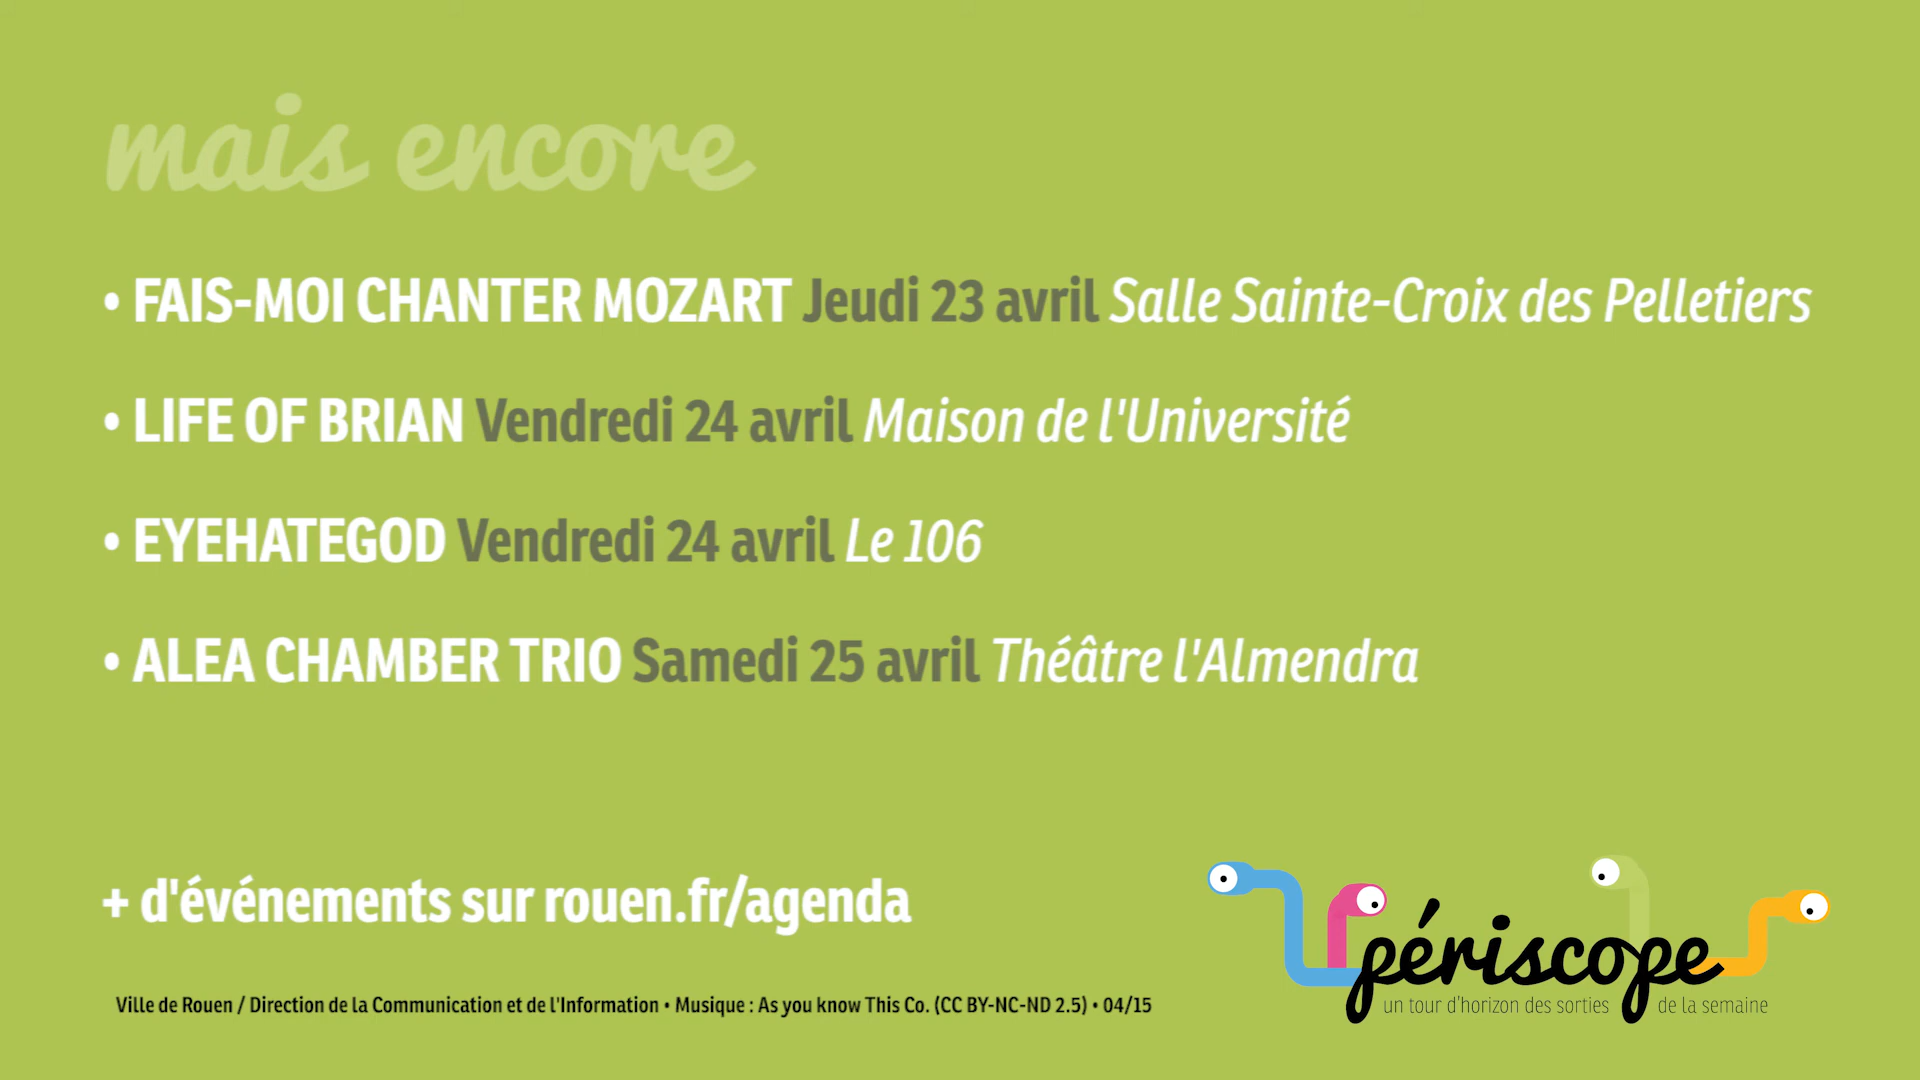 mais encore
• FAIS-MOI CHANTER MOZART Jeudi 23 avril Salle Sainte-Croix des Pelletiers
• LIFE OF BRIAN Vendredi 24 avril Maison de l'Université
• EYEHATEGOD Vendredi 24 avril Le 106
• ALEA CHAMBER TRIO Samedi 25 avril Théâtre l'Almendra
+ d'événements sur rouen.fr/agenda
périscope
un tour d'horizon des sorties de la semaine
Ville de Rouen / Direction de la Communication et de l'Information • Musique : As you know This Co. (CC BY-NC-ND 2.5) • 04/15